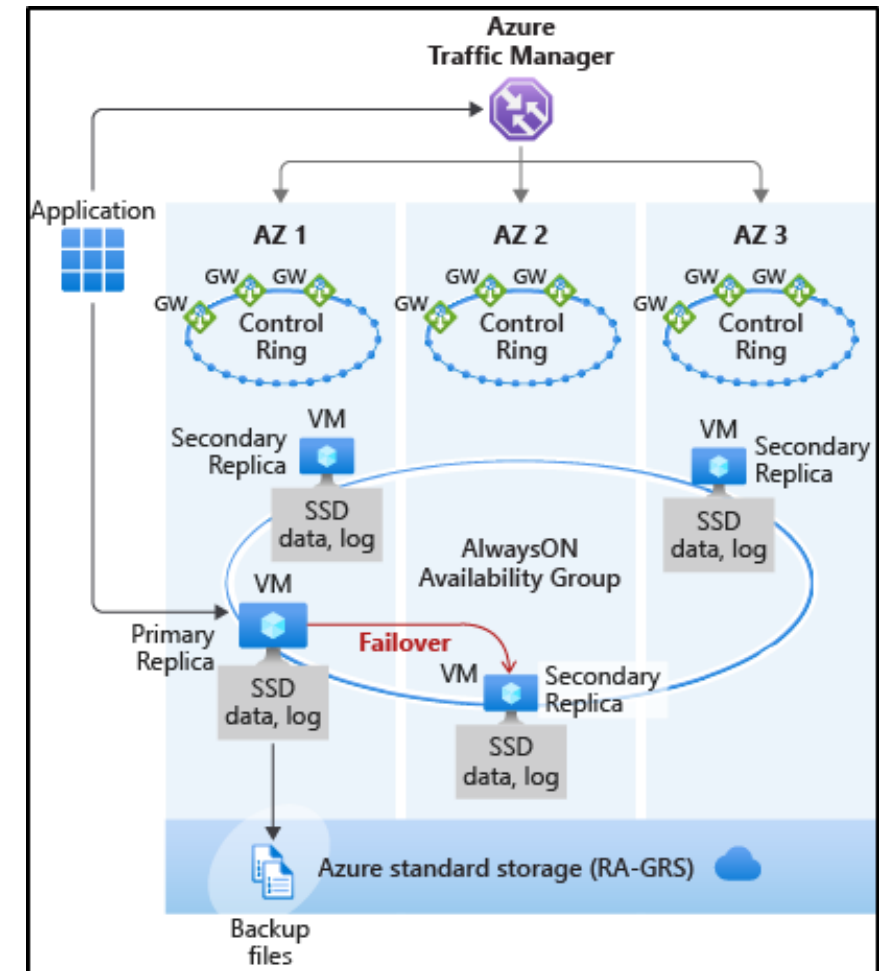 Azure
Traffic Manager
Application
AZ 1
AZ 2
AZ 3
GW
GW
GW
Control
Ring
GW
GW
GW
Control
Ring
GW
GW
GW
Control
Ring
VM
Secondary
Replica
SSD
data, log
VM
Secondary
Replica
SSD
data, log
AlwaysON
Availability Group
VM
Primary
Replica
SSD
data, log
Failover
VM
Secondary
Replica
SSD
data, log
Azure standard storage (RA-GRS)
Backup
files